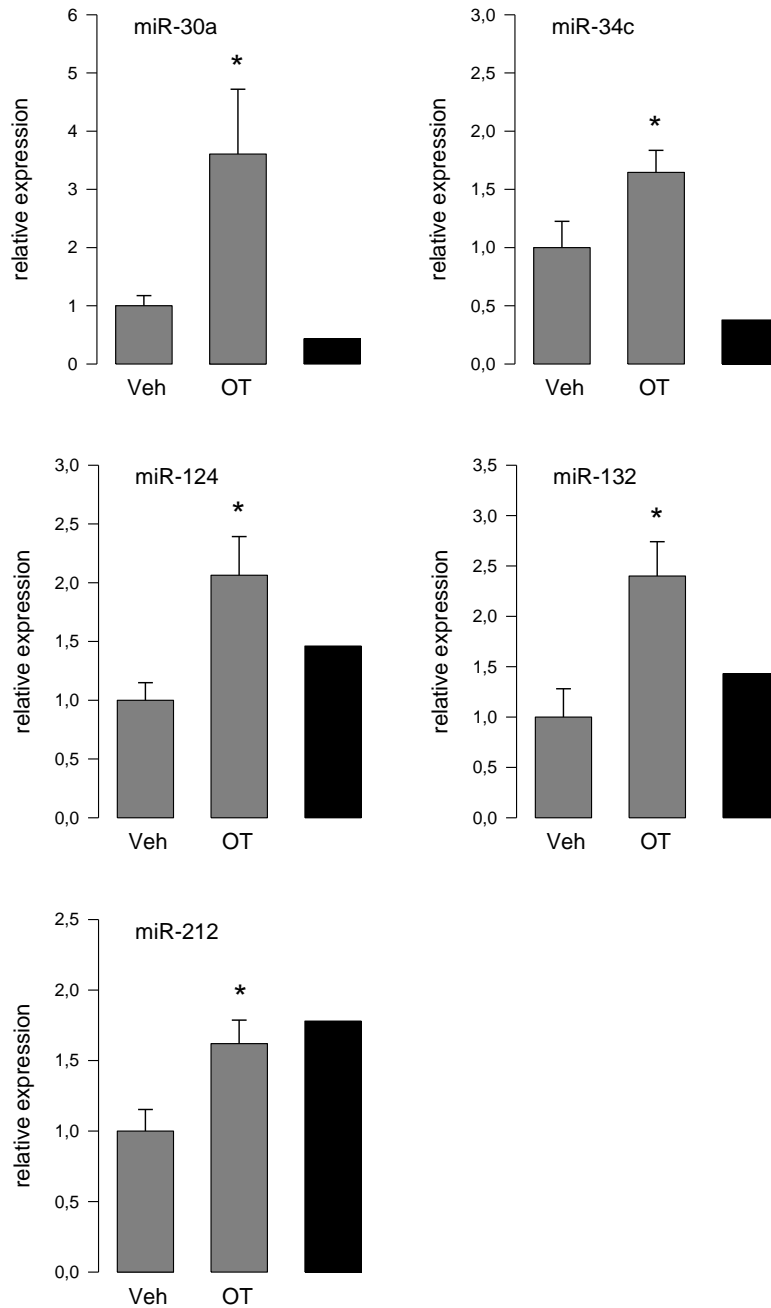 miR-30a
relative expression
6
5
4
3
2
1
0
*
Veh OT
miR-34c
relative expression
3,0
2,5
2,0
1,5
1,0
0,5
0,0
*
Veh OT
miR-124
relative expression
3,0
2,5
2,0
1,5
1,0
0,5
0,0
*
Veh OT
miR-132
relative expression
3,5
3,0
2,5
2,0
1,5
1,0
0,5
0,0
*
Veh OT
miR-212
relative expression
2,5
2,0
1,5
1,0
0,5
0,0
*
Veh OT